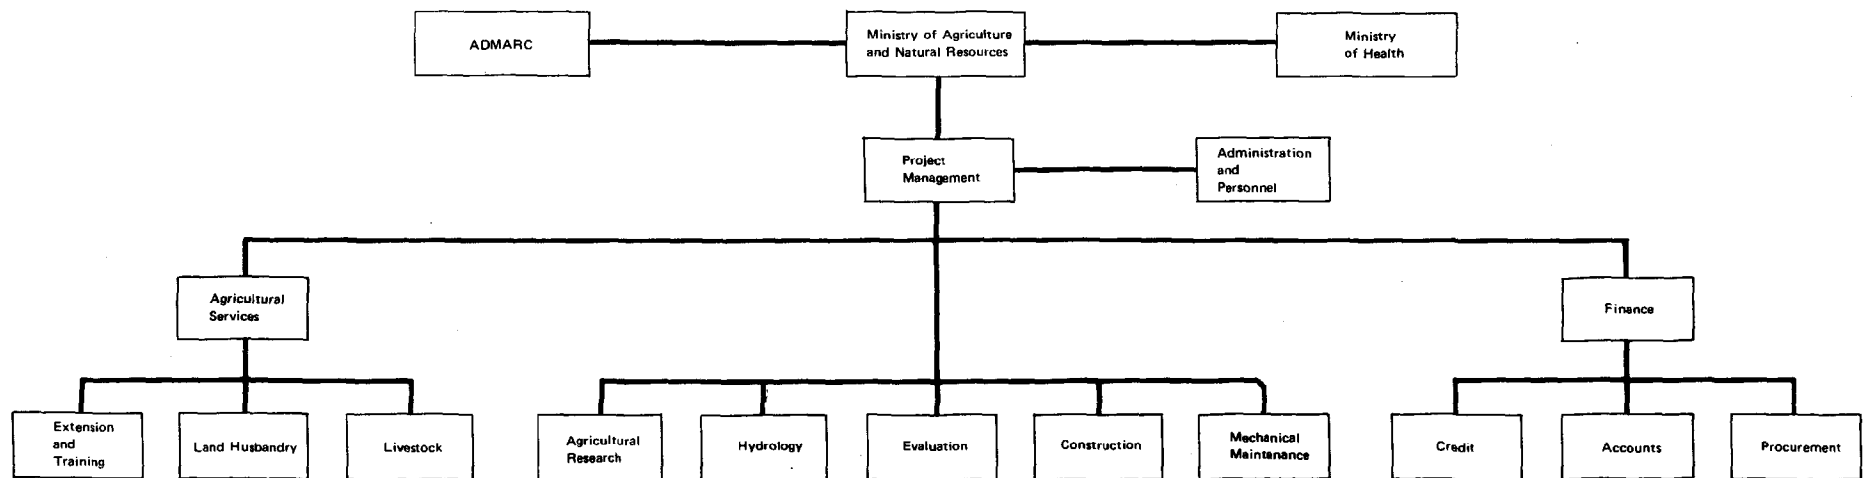 ADMARC
Ministry of Agriculture
and Natural Resources
Ministry
of Health
Project
Management
Administration
and
Personnel
Agricultural
Services
Finance
Extension
and
Training
Land Husbandry
Livestock
Agricultural
Research
Hydrology
Evaluation
Construction
Mechanical
Maintenance
Credit
Accounts
Procurement